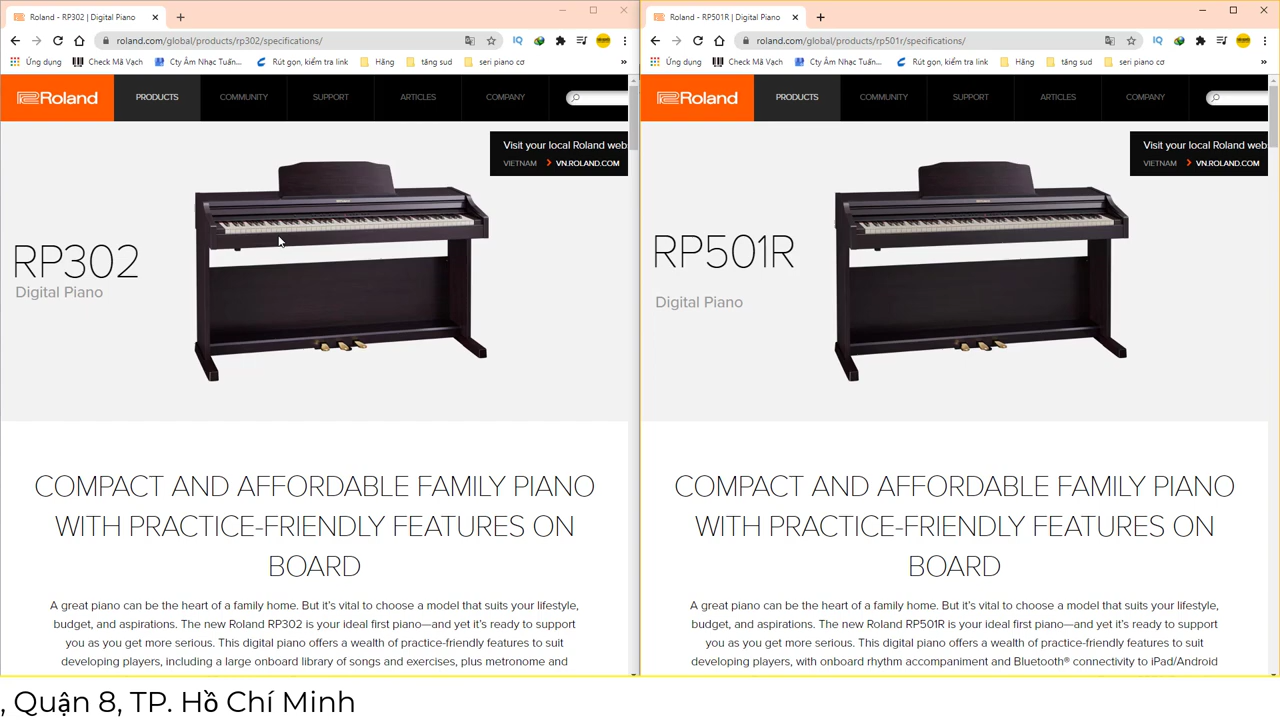 Roland - RP302 | Digital Piano
roland.com/global/products/rp302/specifications/
IQ
Ứng dụng Check Mã Vạch Cty Âm Nhạc Tuấn... Rút gọn, kiểm tra link Hãng tăng sud seri piano cơ »
Roland PRODUCTS COMMUNITY SUPPORT ARTICLES COMPANY
Visit your local Roland web
VIETNAM VN.ROLAND.COM
RP302
Digital Piano
COMPACT AND AFFORDABLE FAMILY PIANO
WITH PRACTICE-FRIENDLY FEATURES ON
BOARD
A great piano can be the heart of a family home. But it's vital to choose a model that suits your lifestyle,
budget, and aspirations. The new Roland RP302 is your ideal first piano—and yet it's ready to support
you as you get more serious. This digital piano offers a wealth of practice-friendly features to suit
developing players, including a large onboard library of songs and exercises, plus metronome and
Roland - RP501R | Digital Piano
roland.com/global/products/rp501r/specifications/
IQ
Ứng dụng Check Mã Vạch Cty Âm Nhạc Tuấn... Rút gọn, kiểm tra link Hãng tăng sud seri piano cơ »
Roland PRODUCTS COMMUNITY SUPPORT ARTICLES COMPANY
Visit your local Roland web
VIETNAM VN.ROLAND.COM
RP501R
Digital Piano
COMPACT AND AFFORDABLE FAMILY PIANO
WITH PRACTICE-FRIENDLY FEATURES ON
BOARD
A great piano can be the heart of a family home. But it's vital to choose a model that suits your lifestyle,
budget, and aspirations. The new Roland RP501R is your ideal first piano—and yet it's ready to support
you as you get more serious. This digital piano offers a wealth of practice-friendly features to suit
developing players, with onboard rhythm accompaniment and Bluetooth® connectivity to iPad/Android
, Quận 8, TP. Hồ Chí Minh